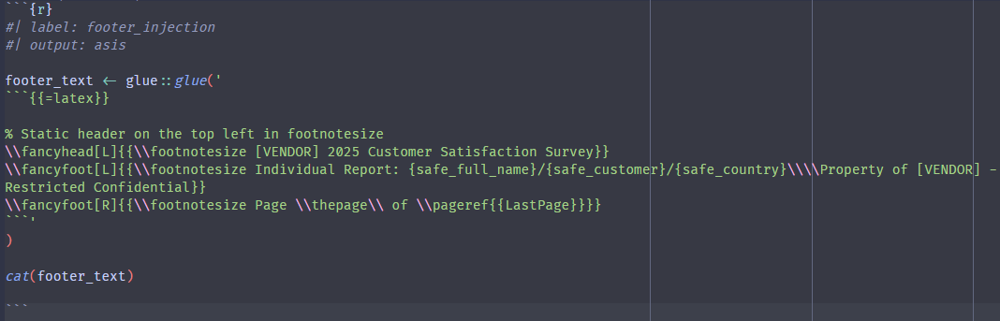 ```{r}
#| label: footer_injection
#| output: asis
footer_text <- glue::glue('
```{{=latex}}
% Static header on the top left in footnotesize
\\fancyhead[L]{{\\footnotesize [VENDOR] 2025 Customer Satisfaction Survey}}
\\fancyfoot[L]{{\\footnotesize Individual Report: {safe_full_name}/{safe_customer}/{safe_country}\\\\Property of [VENDOR] -
Restricted Confidential}}
\\fancyfoot[R]{{\\footnotesize Page \\thepage\\ of \\pageref{{LastPage}}}}
```'
)
cat(footer_text)
```